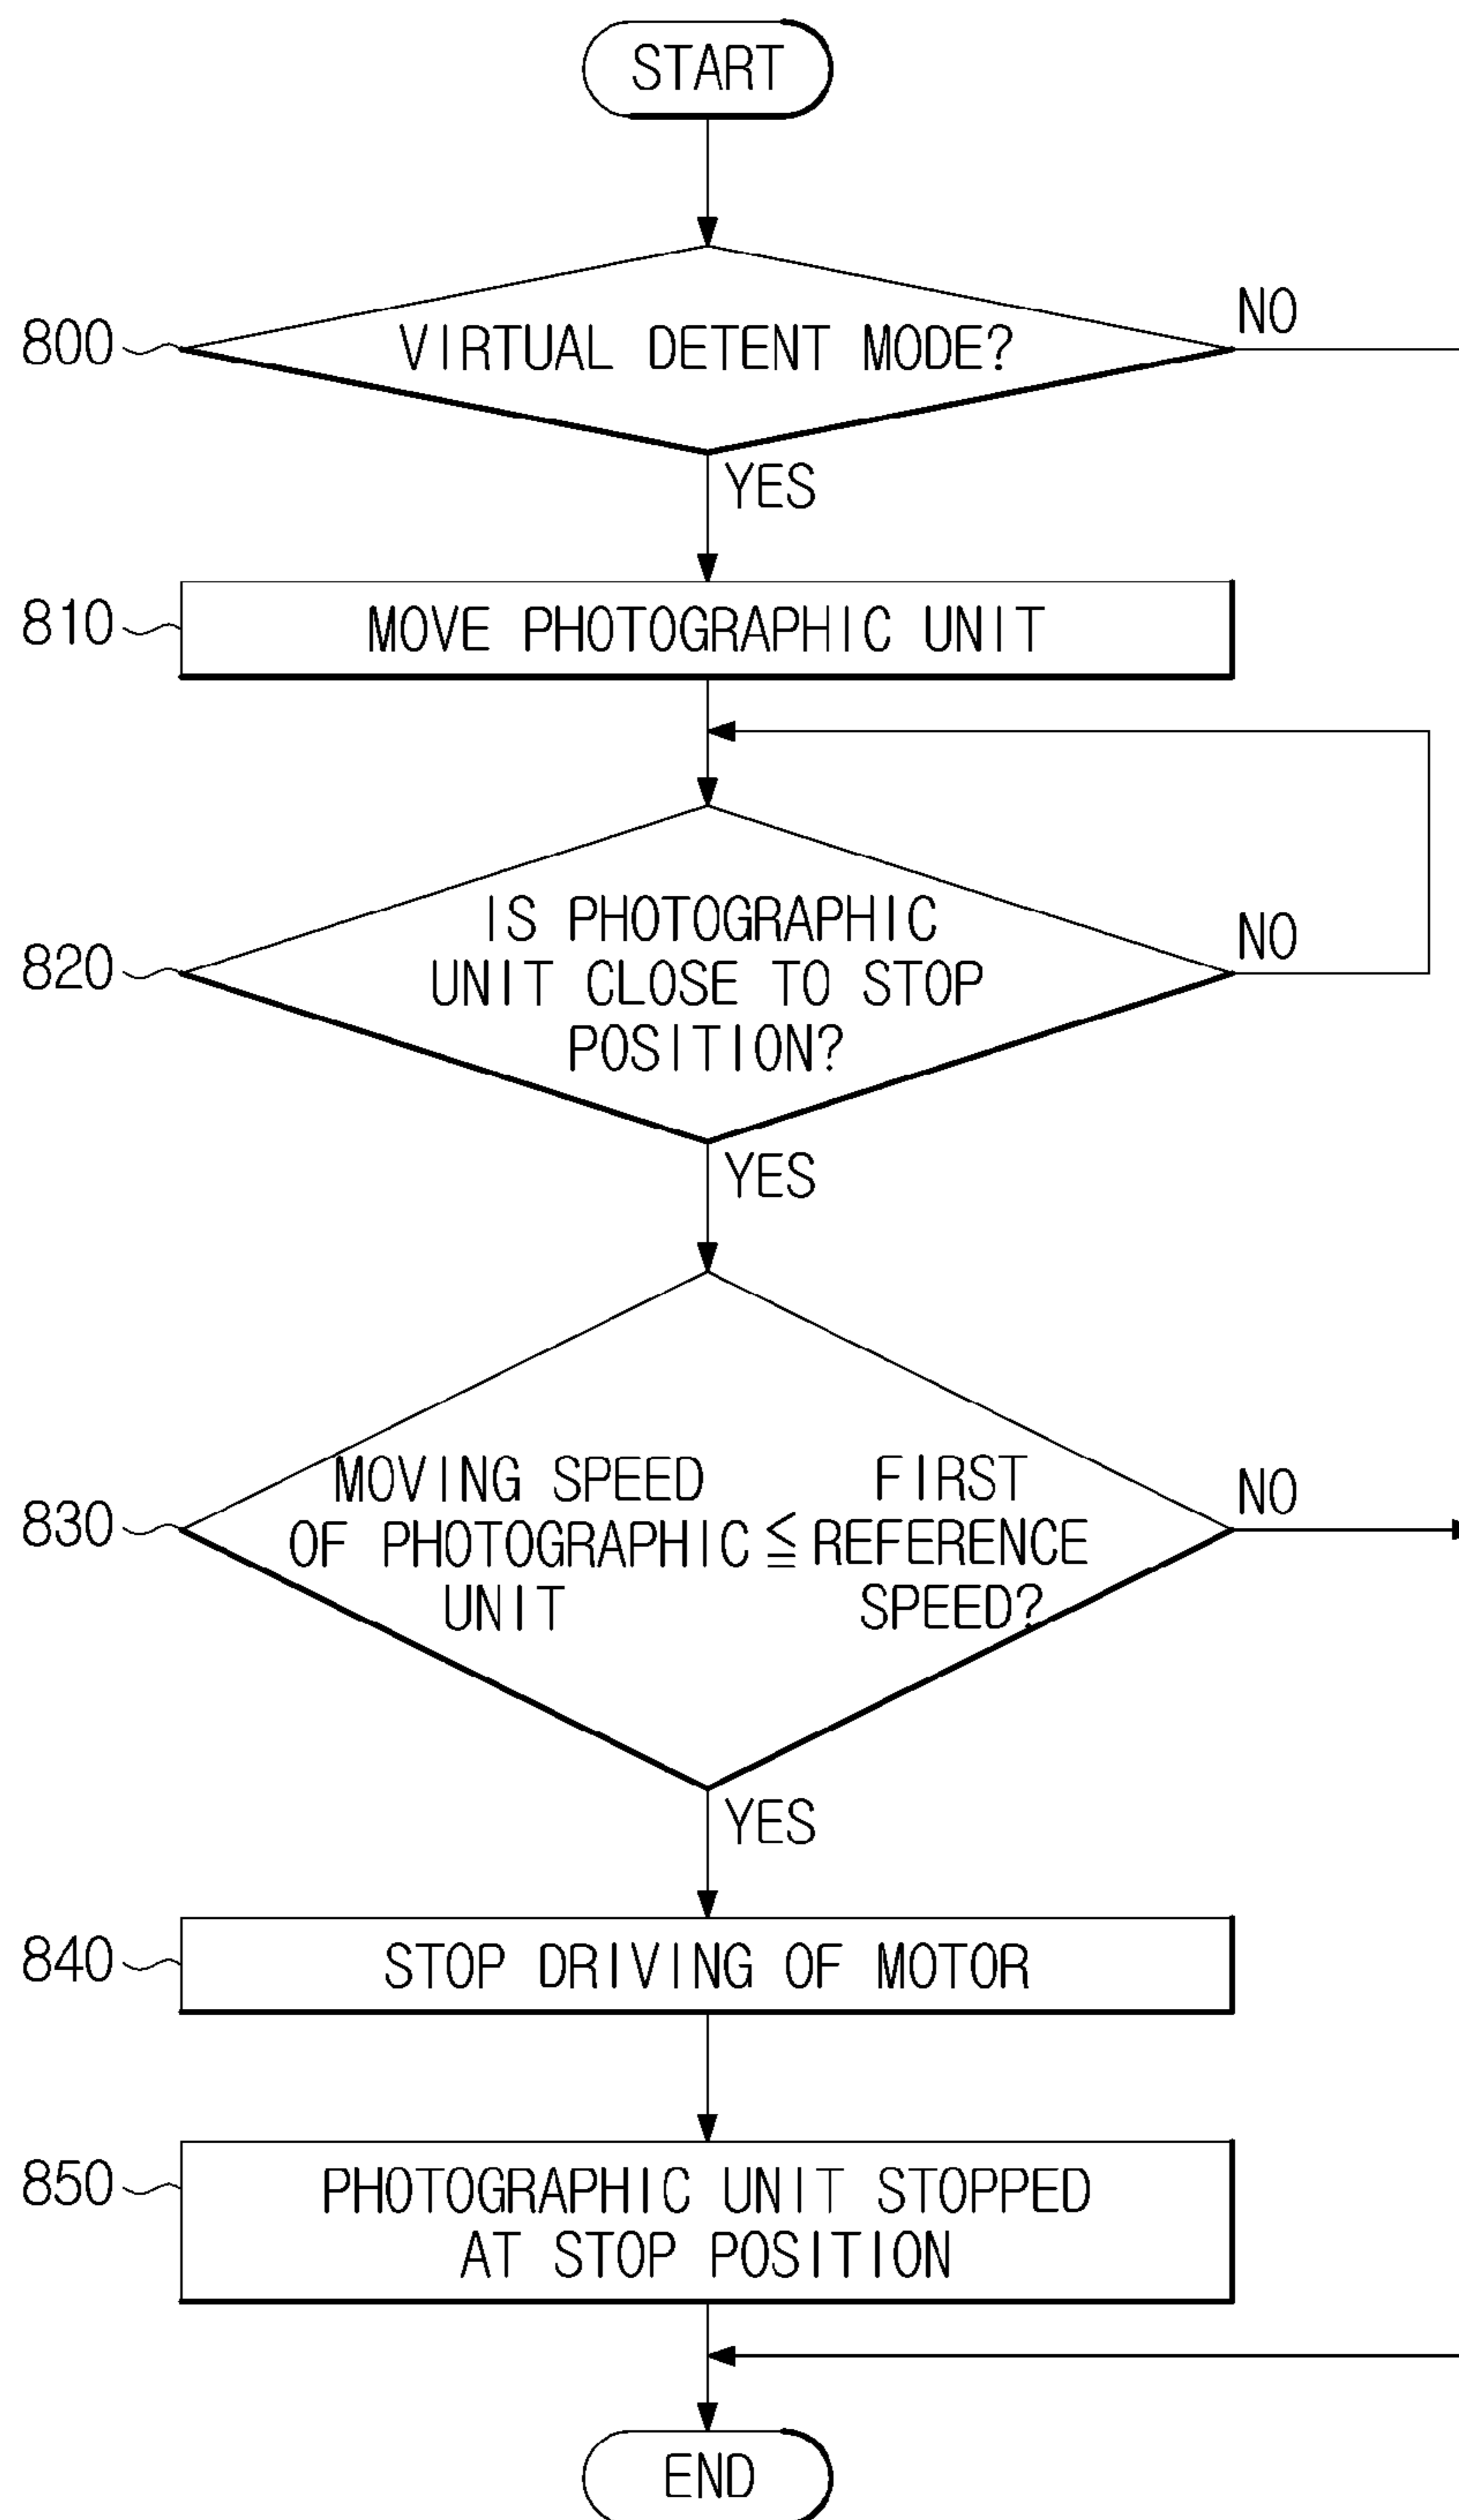 START
800
VIRTUAL DETENT MODE?
NO
YES
810
MOVE PHOTOGRAPHIC UNIT
820
IS PHOTOGRAPHIC
UNIT CLOSE TO STOP
POSITION?
NO
YES
830
MOVING SPEED
OF PHOTOGRAPHIC
UNIT
≦
FIRST
REFERENCE
SPEED?
NO
YES
840
STOP DRIVING OF MOTOR
850
PHOTOGRAPHIC UNIT STOPPED
AT STOP POSITION
END